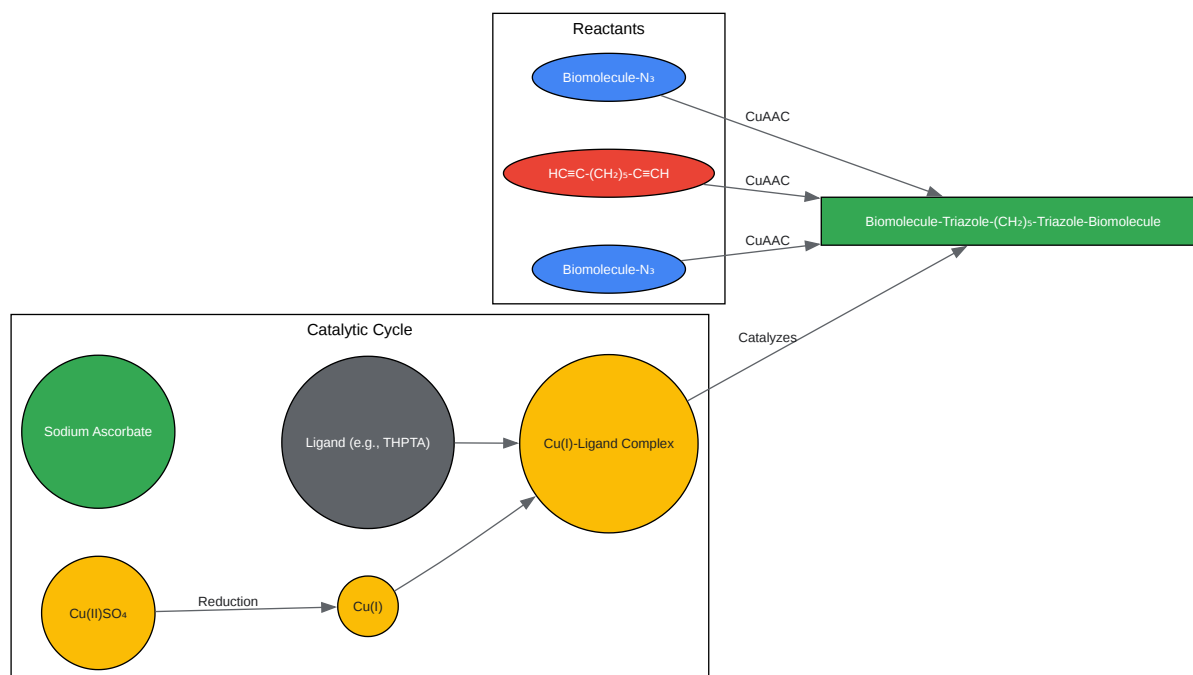 Reactants
Biomolecule-N₃
CuAAC
HC≡C-(CH₂)₅-C≡CH
CuAAC
Biomolecule-Triazole-(CH₂)₅-Triazole-Biomolecule
CuAAC
Biomolecule-N₃
Catalytic Cycle
Catalyzes
Sodium Ascorbate
Ligand (e.g., THPTA)
Cu(I)-Ligand Complex
Cu(II)SO₄
Reduction
Cu(I)